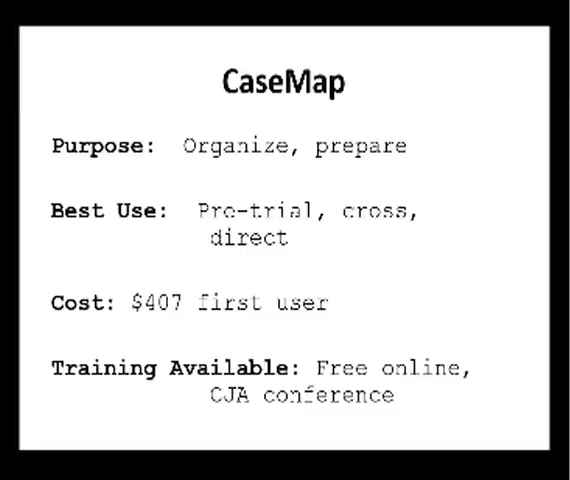 CaseMap
Purpose: Organize, prepare
Best Use: Pre-trial, cross,
direct
Cost: $407 first user
Training Available: Free online,
CJA conference